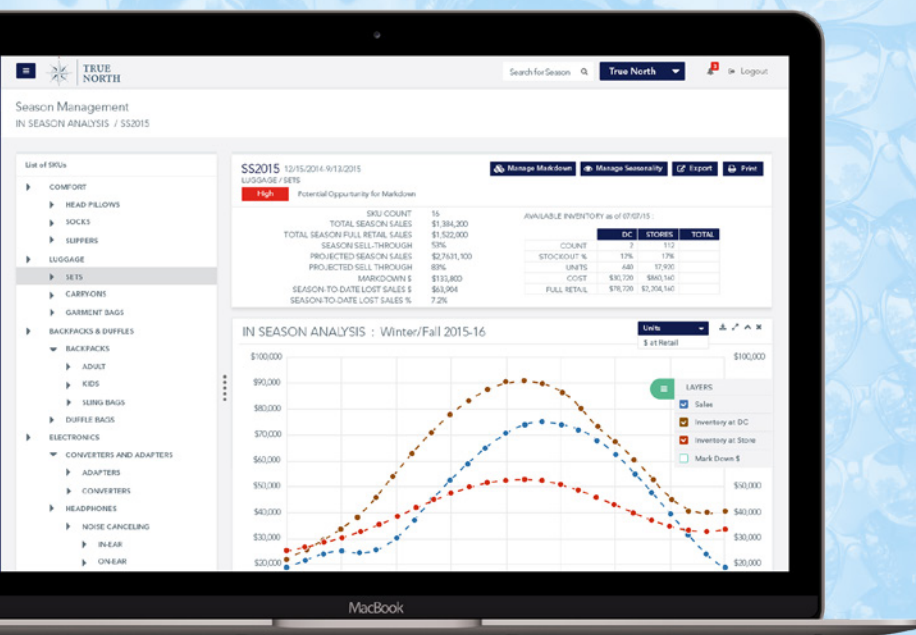 TRUE
NORTH
Search for Season
True North
3
Logout
Season Management
IN SEASON ANALYSIS / SS2015
List of SKUs
COMFORT
HEAD PILLOWS
SOCKS
SLIPPERS
LUGGAGE
SETS
CARRY-ONS
GARMENT BAGS
BACKPACKS & DUFFLES
BACKPACKS
ADULT
KIDS
SLING BAGS
DUFFLE BAGS
ELECTRONICS
CONVERTERS AND ADAPTERS
ADAPTERS
CONVERTERS
HEADPHONES
NOISE CANCELING
IN-EAR
ON-EAR
SS2015 12/15/2014-9/13/2015
LUGGAGE / SETS
Manage Markdown
Manage Seasonality
Export
Print
High Potential Opportunity for Markdown
SKU COUNT 16
TOTAL SEASON SALES $1,384,200
TOTAL SEASON FULL RETAIL SALES $1,522,000
SEASON SELL-THROUGH 53%
PROJECTED SEASON SALES $2,7631,100
PROJECTED SELL THROUGH 83%
MARKDOWN $ $133,800
SEASON-TO-DATE LOST SALES $ $63,904
SEASON-TO-DATE LOST SALES % 7.2%
AVAILABLE INVENTORY as of 07/07/15 :
DC STORES TOTAL
COUNT 2 112
STOCKOUT % 17% 17%
UNITS 640 17,920
COST $30,720 $860,160
FULL RETAIL $78,720 $2,204,160
IN SEASON ANALYSIS : Winter/Fall 2015-16
Units
$ at Retail
$100,000
$90,000
$80,000
$70,000
$60,000
$50,000
$40,000
$30,000
$20,000
$100,000
LAYERS
Sales
Inventory at DC
Inventory at Store
Mark Down $
$50,000
$40,000
$30,000
$20,000
MacBook